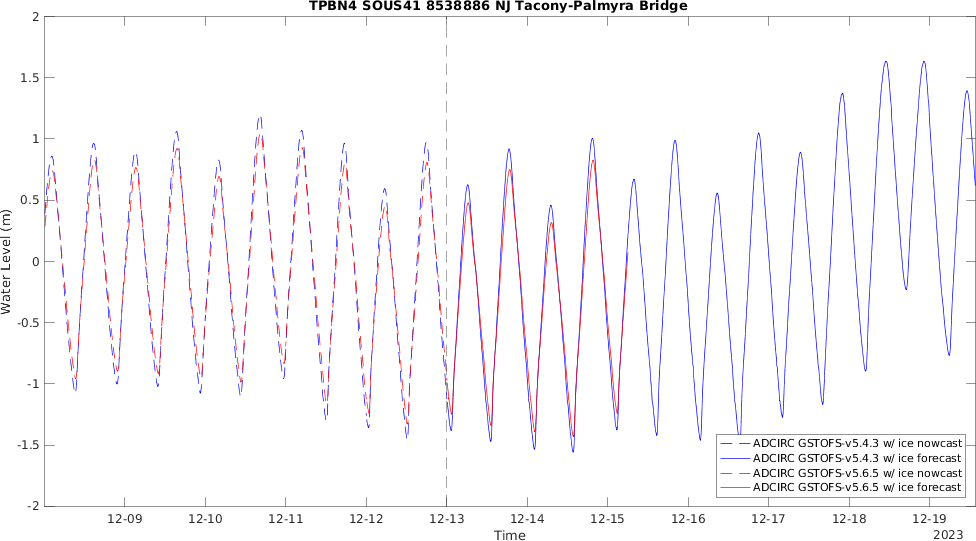 TPBN4 SOUS41 8538886 NJ Tacony-Palmyra Bridge
Water Level (m)
2
1.5
1
0.5
0
-0.5
-1
-1.5
-2
ADCIRC GSTOFS-v5.4.3 w/ ice nowcast
ADCIRC GSTOFS-v5.4.3 w/ ice forecast
ADCIRC GSTOFS-v5.6.5 w/ ice nowcast
ADCIRC GSTOFS-v5.6.5 w/ ice forecast
12-09 12-10 12-11 12-12 12-13 12-14 12-15 12-16 12-17 12-18 12-19
Time 2023